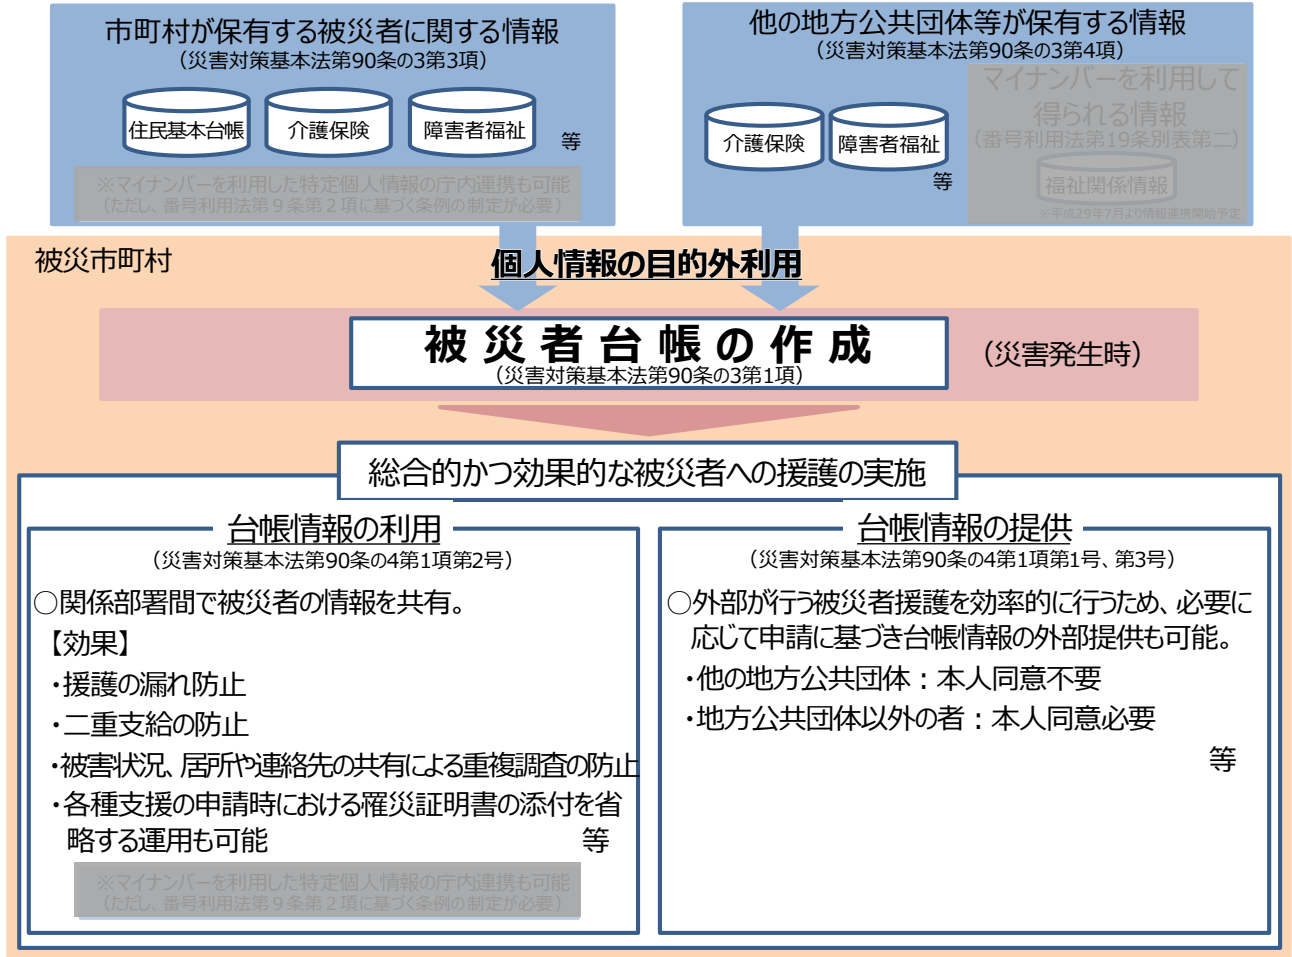 市町村が保有する被災者に関する情報
（災害対策基本法第90条の3第3項）
住民基本台帳
介護保険
障害者福祉
等
※マイナンバーを利用した特定個人情報の庁内連携も可能
（ただし、番号利用法第９条第２項に基づく条例の制定が必要）
他の地方公共団体等が保有する情報
（災害対策基本法第90条の3第4項）
介護保険
障害者福祉
等
マイナンバーを利用して
得られる情報
（番号利用法第19条別表第二）
福祉関係情報
※平成29年7月より情報連携開始予定
被災市町村
個人情報の目的外利用
被災者台帳の作成
（災害対策基本法第90条の3第1項）
（災害発生時）
総合的かつ効果的な被災者への援護の実施
台帳情報の利用
（災害対策基本法第90条の4第1項第2号）
○関係部署間で被災者の情報を共有。
【効果】
・援護の漏れ防止
・二重支給の防止
・被害状況、居所や連絡先の共有による重複調査の防止
・各種支援の申請時における罹災証明書の添付を省
略する運用も可能 等
※マイナンバーを利用した特定個人情報の庁内連携も可能
（ただし、番号利用法第９条第２項に基づく条例の制定が必要）
台帳情報の提供
（災害対策基本法第90条の4第1項第1号、第3号）
○外部が行う被災者援護を効率的に行うため、必要に
応じて申請に基づき台帳情報の外部提供も可能。
・他の地方公共団体：本人同意不要
・地方公共団体以外の者：本人同意必要
等